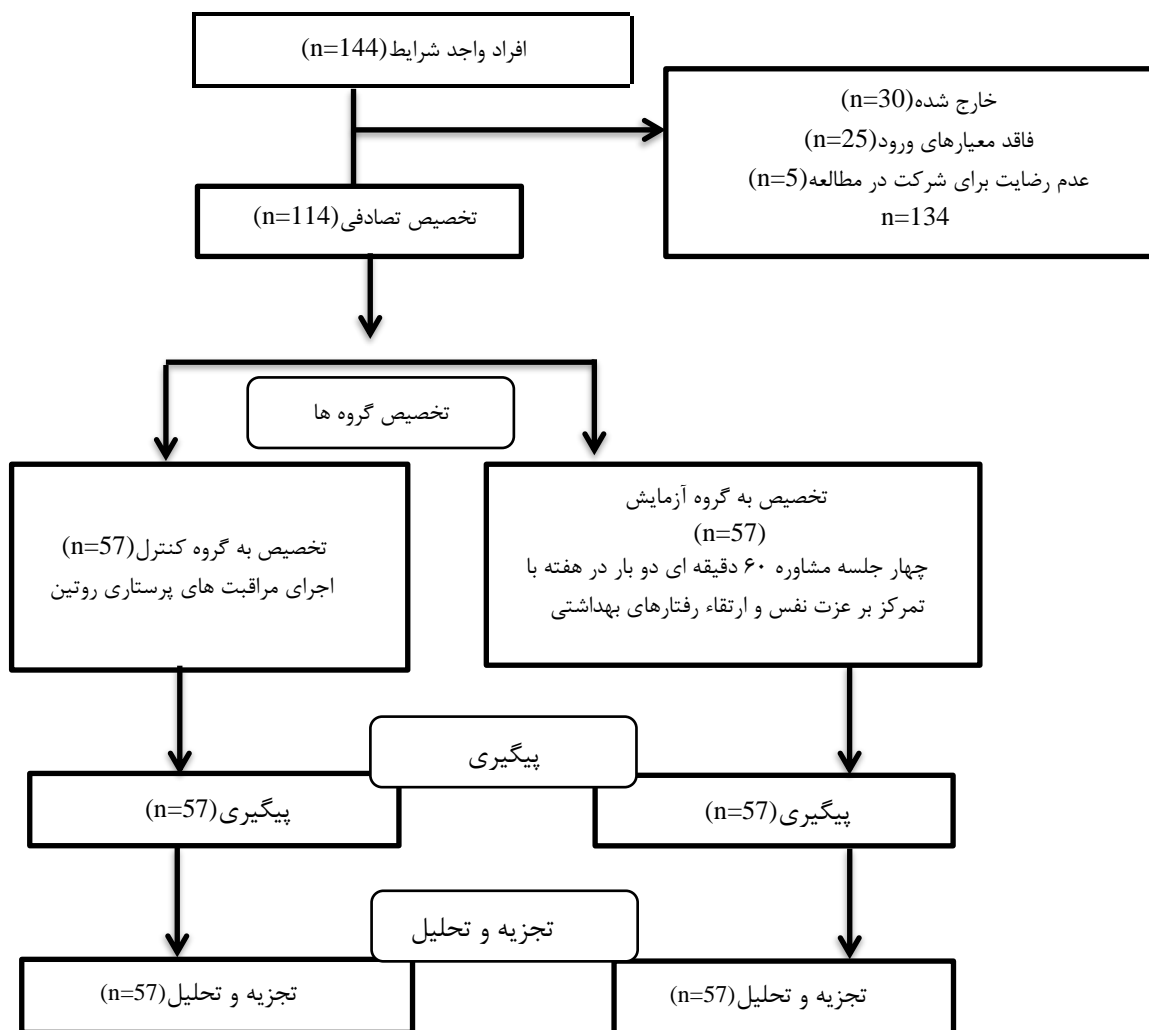 افراد واجد شرایط(n=144)
خارج شده(n=30)
فاقد معیارهای ورود(n=25)
عدم رضایت برای شرکت در مطالعه(n=5)
n=134
تخصیص تصادفی(n=114)
تخصیص گروه ها
تخصیص به گروه آزمایش
(n=57)
چهار جلسه مشاوره ۶۰ دقیقه ای دو بار در هفته با
تمرکز بر عزت نفس و ارتقاء رفتارهای بهداشتی
تخصیص به گروه کنترل(n=57)
اجرای مراقبت های پرستاری روتین
پیگیری
پیگیری(n=57)
پیگیری(n=57)
تجزیه و تحلیل
تجزیه و تحلیل(n=57)
تجزیه و تحلیل(n=57)